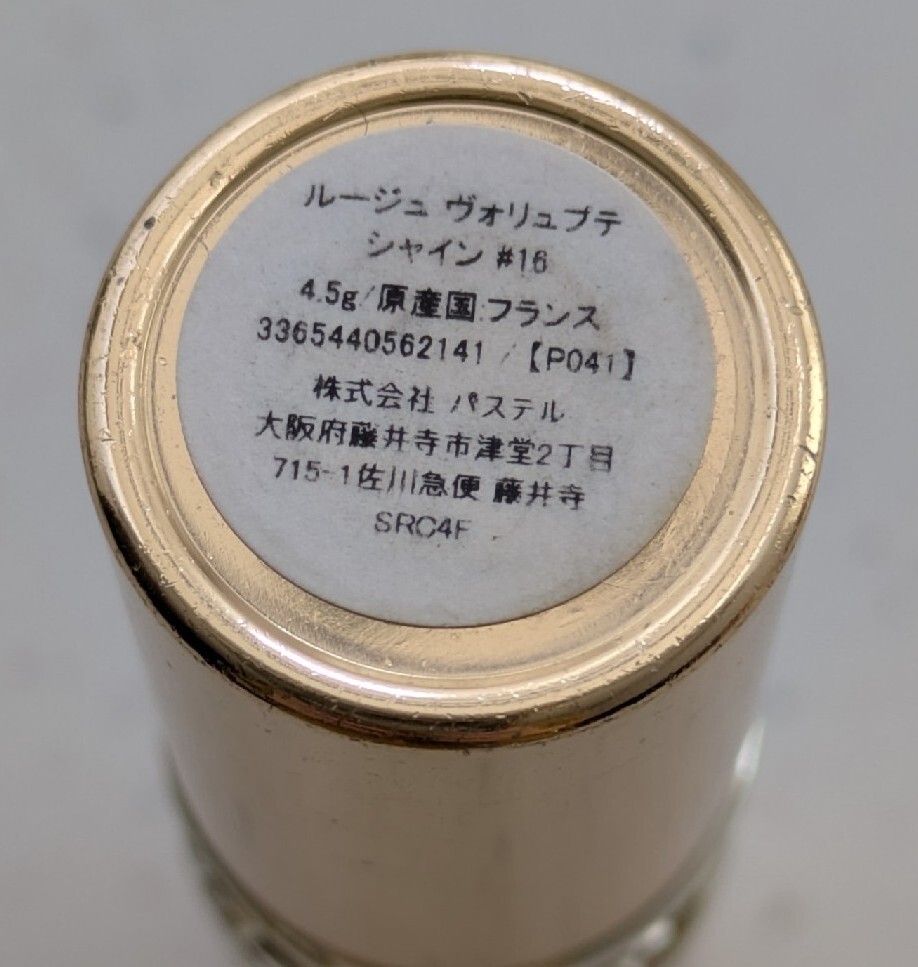 ルージュ ヴォリュプテ
シャイン #16
4.5g/原産国:フランス
3365440562141 /【P041】
株式会社 パステル
大阪府藤井寺市津堂2丁目
715-1佐川急便 藤井寺
SRC4F